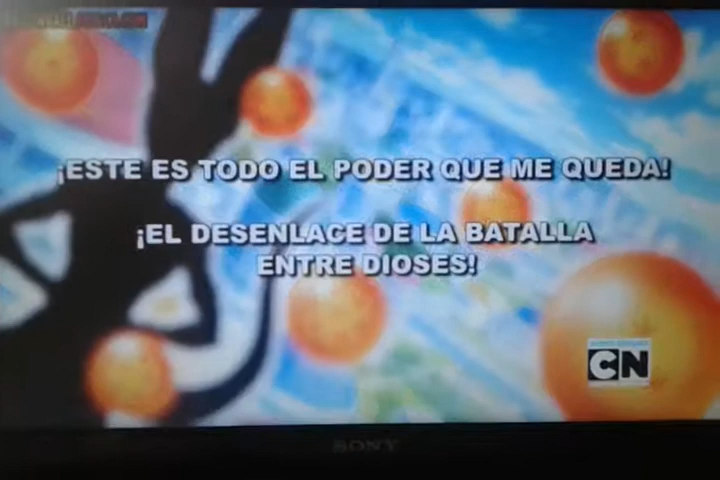 ¡ESTE ES TODO EL PODER QUE ME QUEDA!
¡EL DESENLACE DE LA BATALLA
ENTRE DIOSES!
CN
SONY